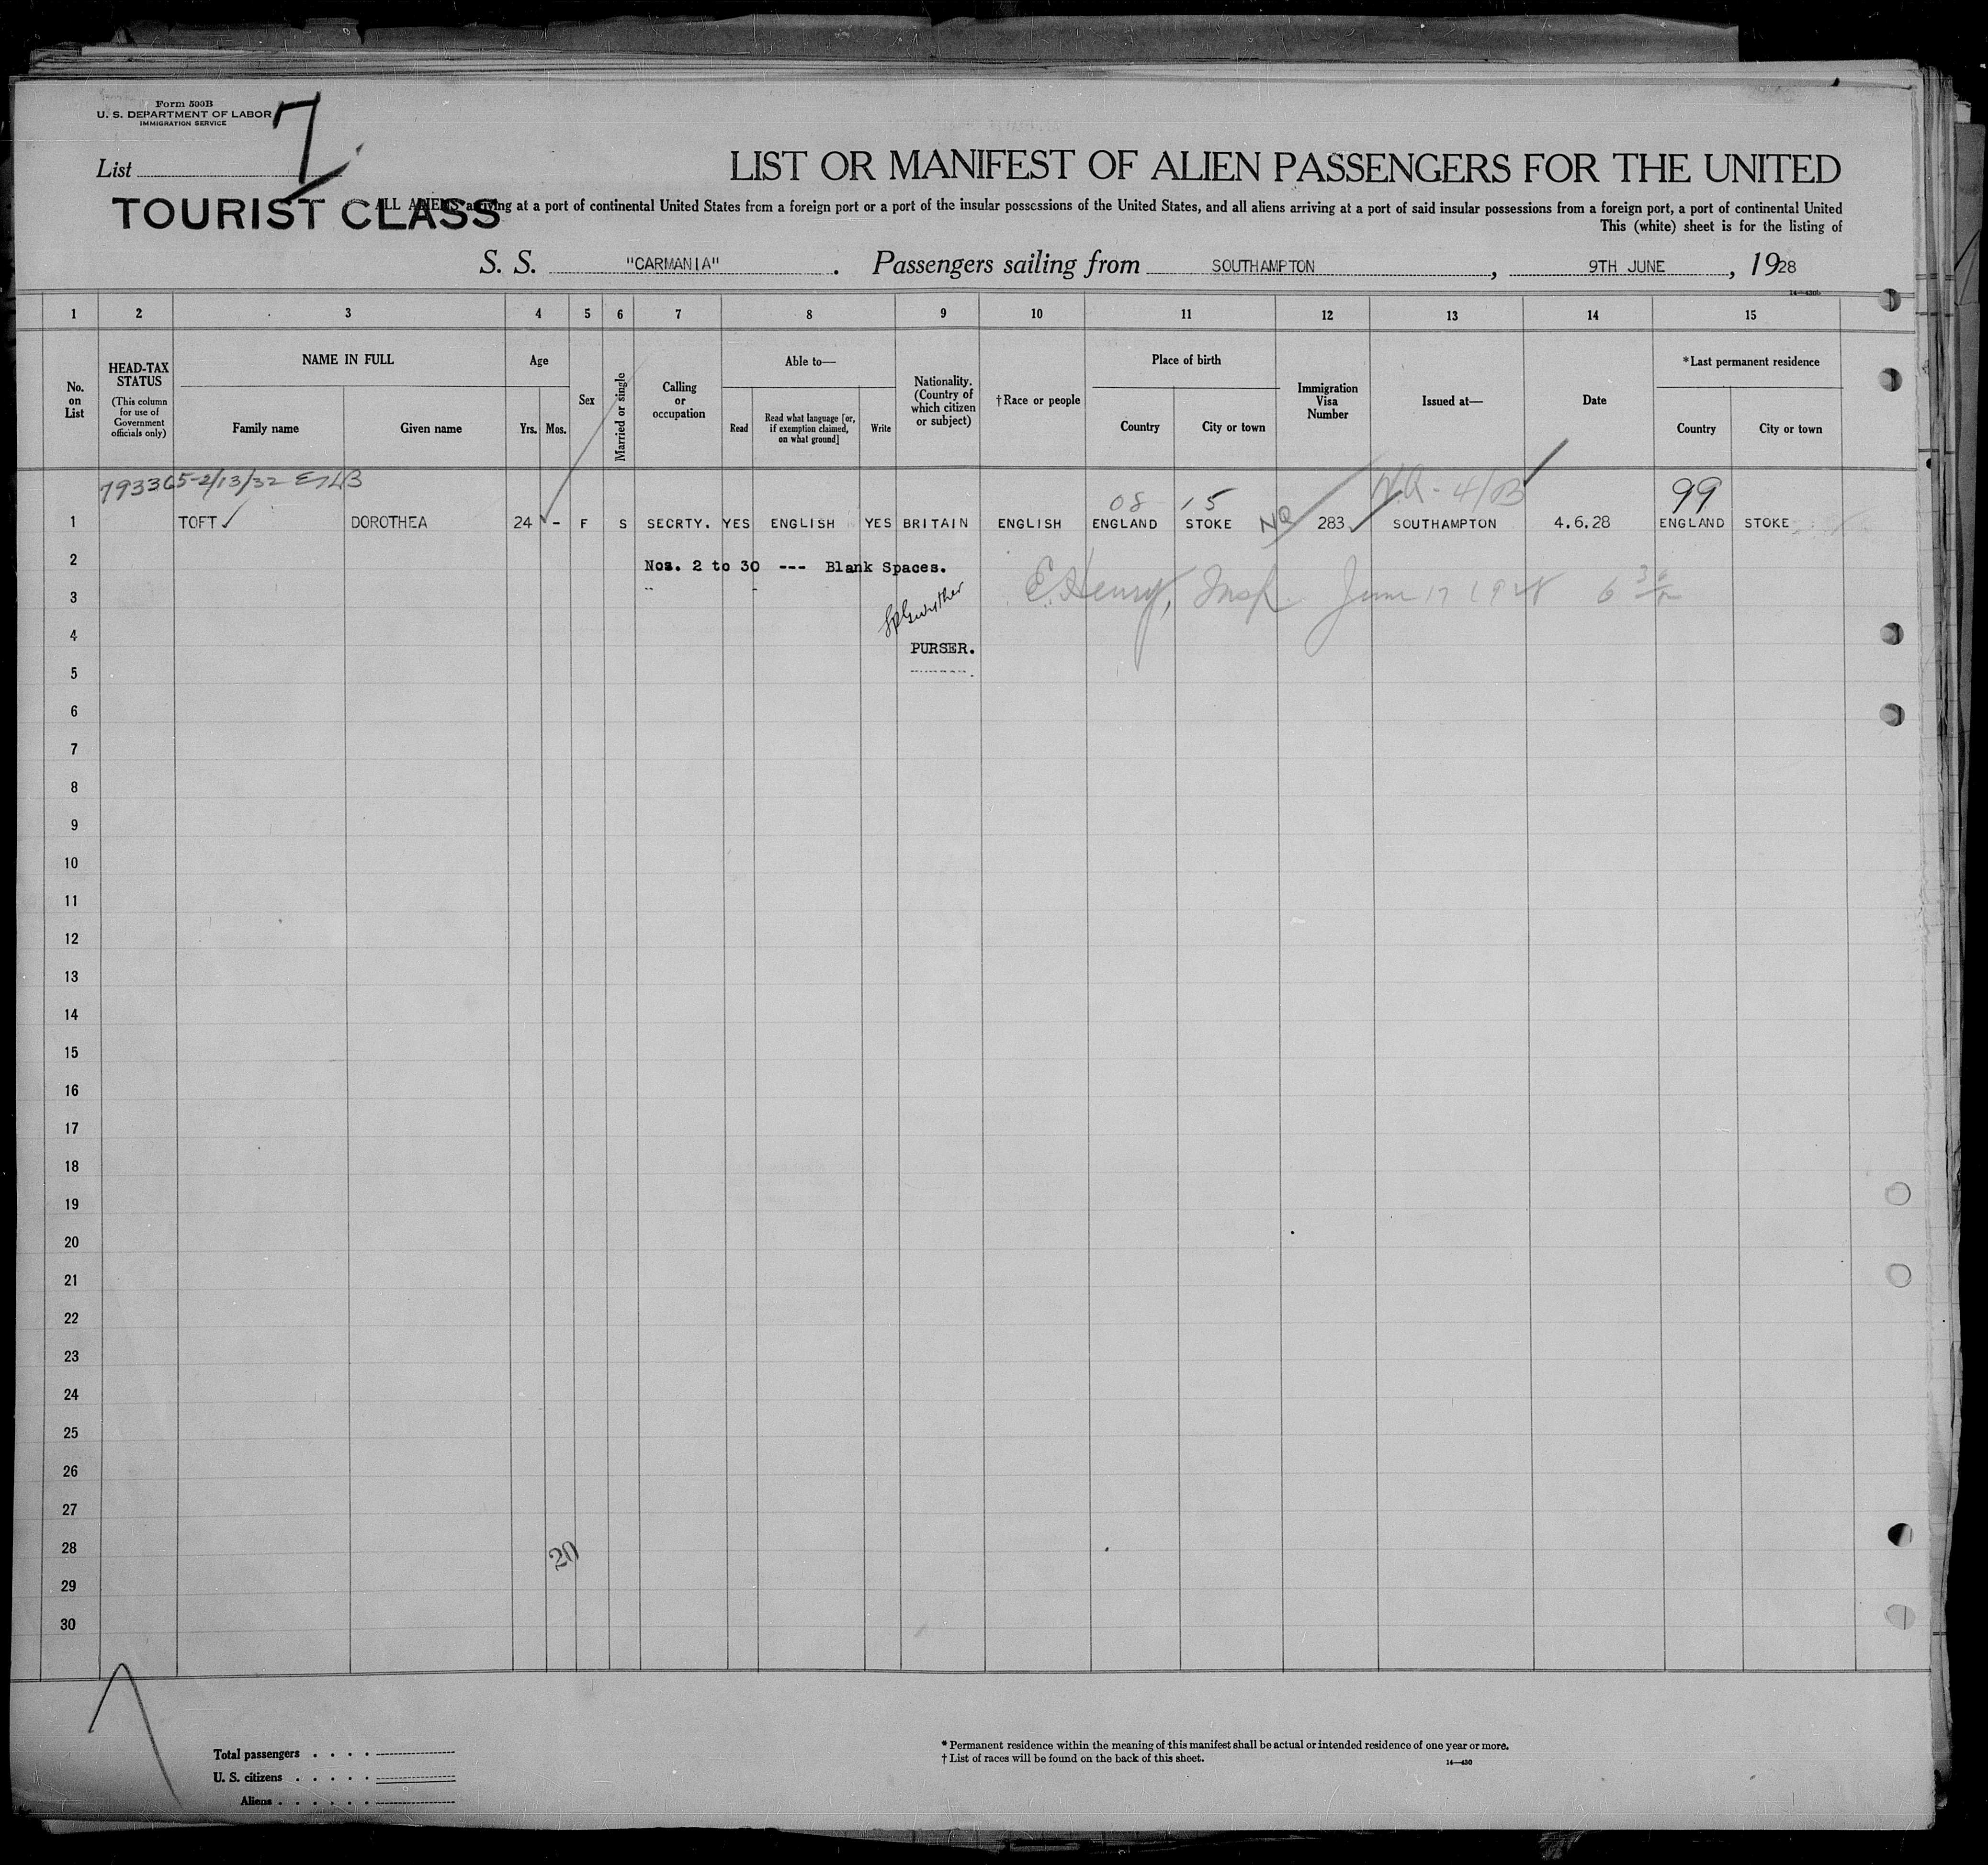 Form 500B
U. S. DEPARTMENT OF LABOR
IMMIGRATION SERVICE
List 7
LIST OR MANIFEST OF ALIEN PASSENGERS FOR THE UNITED
TOURIST CLASS
ALL ALIENS arriving at a port of continental United States from a foreign port or a port of the insular possessions of the United States, and all aliens arriving at a port of said insular possessions from a foreign port, a port of continental United
This (white) sheet is for the listing of
S. S. "CARMANIA". Passengers sailing from SOUTHAMPTON, 9TH JUNE, 1928
1 2 3 4 5 6 7 8 9 10 11 12 13 14 15
No. on List
HEAD-TAX STATUS
(This column for use of Government officials only)
NAME IN FULL
Family name Given name
Age
Yrs. Mos.
Sex
Married or single
Calling or occupation
Able to—
Read
Read what language [or, if exemption claimed, on what ground]
Write
Nationality. (Country of which citizen or subject)
†Race or people
Place of birth
Country City or town
Immigration Visa Number
Issued at—
Date
*Last permanent residence
Country City or town
08 15 99
1 TOFT DOROTHEA 24 - F S SECRTY. YES ENGLISH YES BRITAIN ENGLISH ENGLAND STOKE NQ 283 SOUTHAMPTON 4.6.28 ENGLAND STOKE
2 Nos. 2 to 30 --- Blank Spaces.
3 E Henry, Insp. June 17 1928
4 PURSER.
5
6
7
8
9
10
11
12
13
14
15
16
17
18
19
20
21
22
23
24
25
26
27
28 20
29
30
Total passengers
U. S. citizens
Aliens
* Permanent residence within the meaning of this manifest shall be actual or intended residence of one year or more.
† List of races will be found on the back of this sheet.
14—430